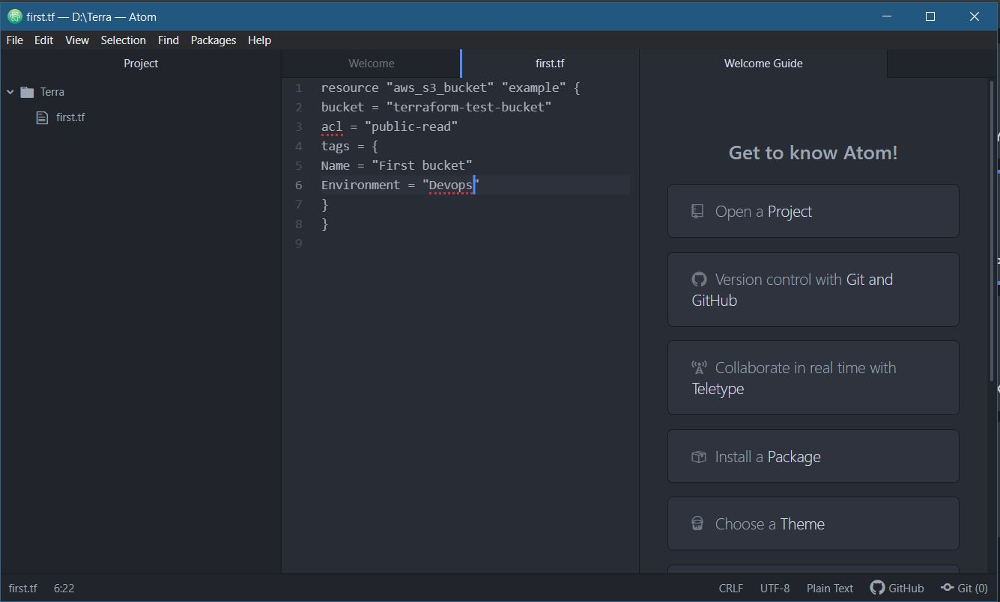 first.tf — D:\Terra — Atom
File Edit View Selection Find Packages Help
Project
Terra
first.tf
Welcome
first.tf
Welcome Guide
1 resource "aws_s3_bucket" "example" {
2 bucket = "terraform-test-bucket"
3 acl = "public-read"
4 tags = {
5 Name = "First bucket"
6 Environment = "Devops"
7 }
8 }
9
Get to know Atom!
Open a Project
Version control with Git and
GitHub
Collaborate in real time with
Teletype
Install a Package
Choose a Theme
first.tf 6:22 CRLF UTF-8 Plain Text GitHub Git (0)